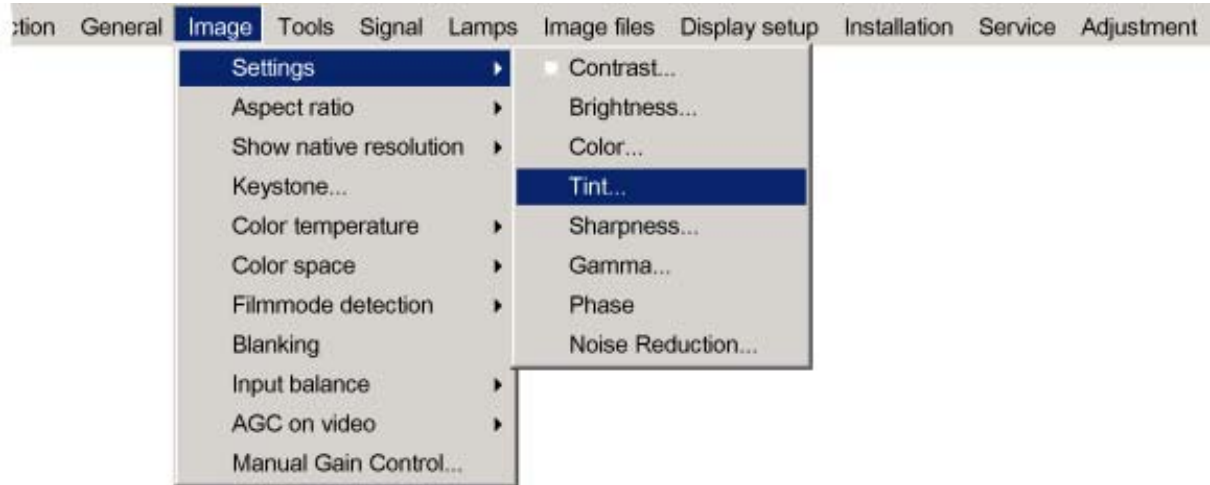 ction General Image Tools Signal Lamps Image files Display setup Installation Service Adjustment
Settings
Aspect ratio
Show native resolution
Keystone...
Color temperature
Color space
Filmmode detection
Blanking
Input balance
AGC on video
Manual Gain Control...
Contrast...
Brightness...
Color...
Tint...
Sharpness...
Gamma...
Phase
Noise Reduction...